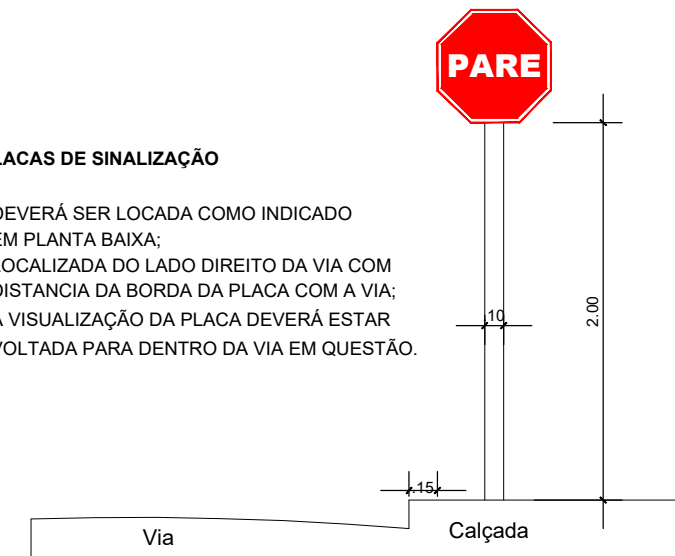 PARE
LACAS DE SINALIZAÇÃO
DEVERÁ SER LOCADA COMO INDICADO
EM PLANTA BAIXA;
LOCALIZADA DO LADO DIREITO DA VIA COM
DISTANCIA DA BORDA DA PLACA COM A VIA;
A VISUALIZAÇÃO DA PLACA DEVERÁ ESTAR
VOLTADA PARA DENTRO DA VIA EM QUESTÃO.
.10
2.00
.15
Via
Calçada